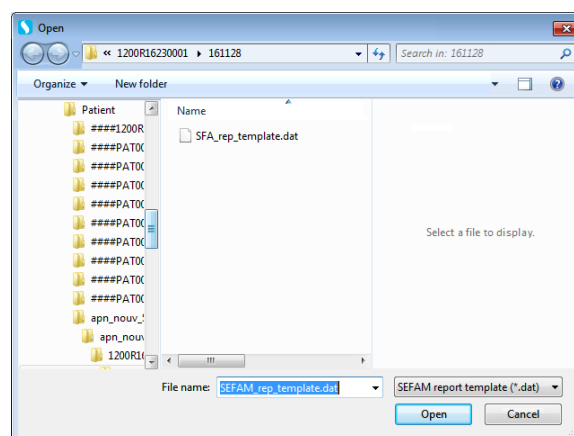 Open
« 1200R16230001 ▸ 161128
Search in: 161128
Organize
New folder
Patient
####1200R
####PAT00
####PAT00
####PAT00
####PAT00
####PAT00
####PAT00
####PAT00
####PAT00
####PAT00
apn_nouv_S
apn_nouv
1200R16
Name
SFA_rep_template.dat
Select a file to display.
File name:
SEFAM_rep_template.dat
SEFAM report template (*.dat)
Open
Cancel